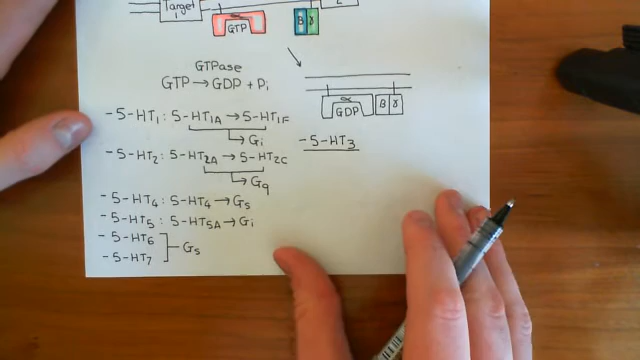 Target
1
2
GTP
B γ
GTPase
GTP → GDP + Pi
α
GDP B γ
- 5-HT1 : 5-HT1A → 5-HT1F
Gi
- 5-HT3
- 5-HT2 : 5-HT2A → 5-HT2C
Gq
- 5-HT4 : 5-HT4 → Gs
- 5-HT5 : 5-HT5A → Gi
- 5-HT6
Gs
- 5-HT7